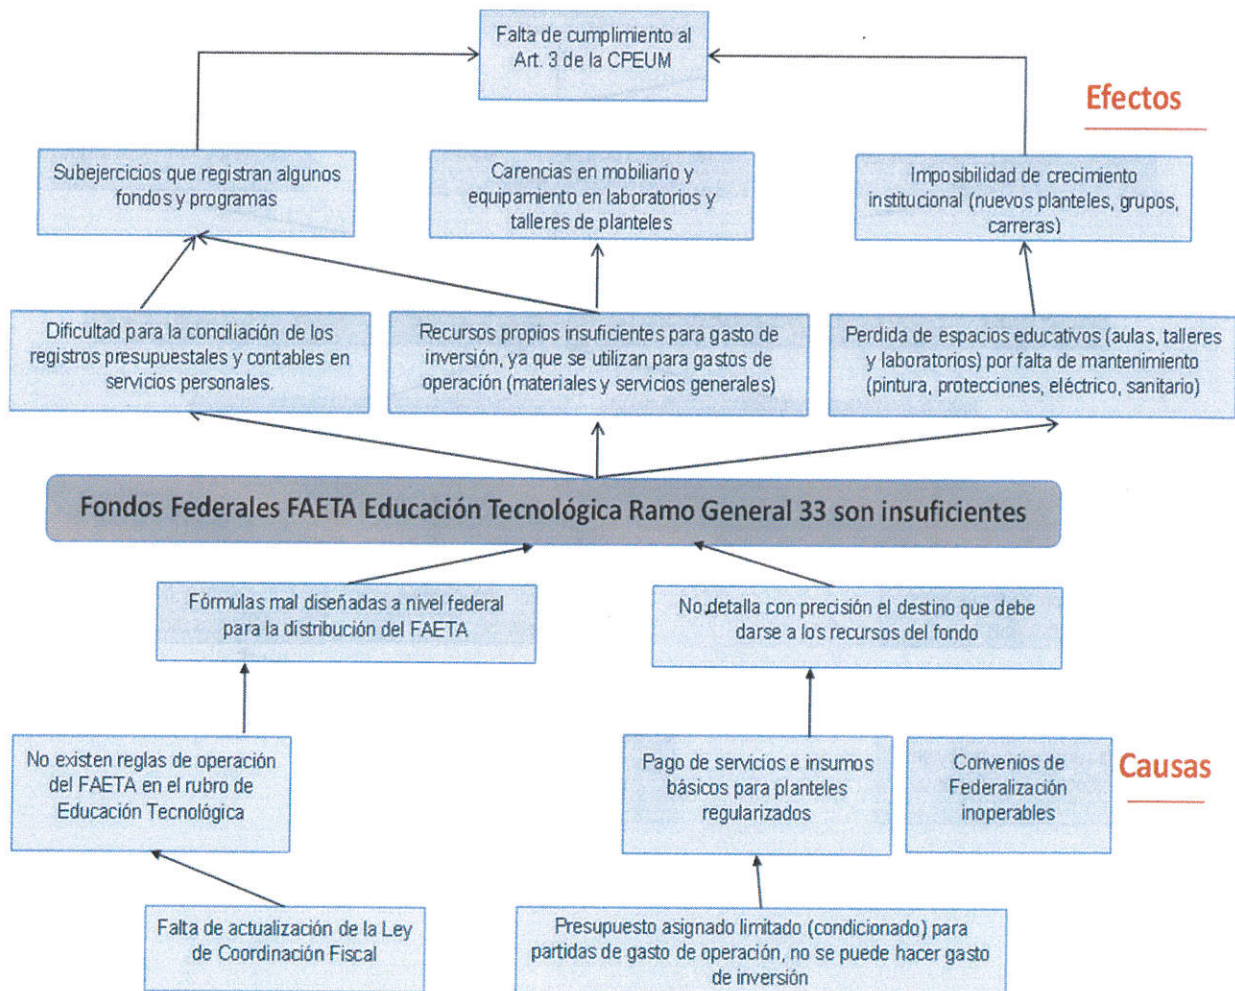 Falta de cumplimiento al
Art. 3 de la CPEUM
Efectos
Subejercicios que registran algunos
fondos y programas
Carencias en mobiliario y
equipamiento en laboratorios y
talleres de planteles
Imposibilidad de crecimiento
institucional (nuevos planteles, grupos,
carreras)
Dificultad para la conciliación de los
registros presupuestales y contables en
servicios personales.
Recursos propios insuficientes para gasto de
inversión, ya que se utilizan para gastos de
operación (materiales y servicios generales)
Perdida de espacios educativos (aulas, talleres
y laboratorios) por falta de mantenimiento
(pintura, protecciones, eléctrico, sanitario)
Fondos Federales FAETA Educación Tecnológica Ramo General 33 son insuficientes
Fórmulas mal diseñadas a nivel federal
para la distribución del FAETA
No detalla con precisión el destino que debe
darse a los recursos del fondo
No existen reglas de operación
del FAETA en el rubro de
Educación Tecnológica
Pago de servicios e insumos
básicos para planteles
regularizados
Convenios de
Federalización
inoperables
Causas
Falta de actualización de la Ley
de Coordinación Fiscal
Presupuesto asignado limitado (condicionado) para
partidas de gasto de operación, no se puede hacer gasto
de inversión